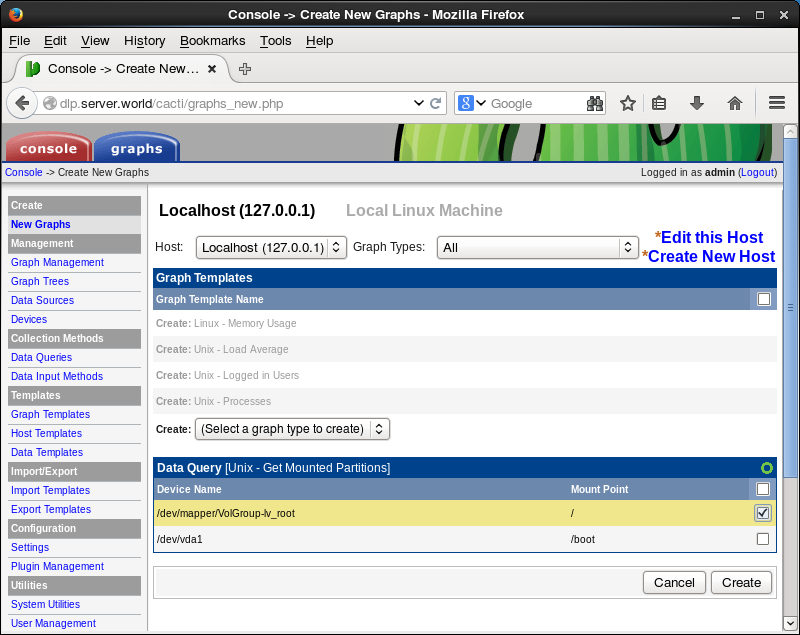 Console -> Create New Graphs - Mozilla Firefox
File Edit View History Bookmarks Tools Help
Console -> Create New...
dlp.server.world/cacti/graphs_new.php
8 Google
console graphs
Console -> Create New Graphs
Logged in as admin (Logout)
Create
New Graphs
Management
Graph Management
Graph Trees
Data Sources
Devices
Collection Methods
Data Queries
Data Input Methods
Templates
Graph Templates
Host Templates
Data Templates
Import/Export
Import Templates
Export Templates
Configuration
Settings
Plugin Management
Utilities
System Utilities
User Management
Localhost (127.0.0.1) Local Linux Machine
Host: Localhost (127.0.0.1) Graph Types: All
*Edit this Host
*Create New Host
Graph Templates
Graph Template Name
Create: Linux - Memory Usage
Create: Unix - Load Average
Create: Unix - Logged in Users
Create: Unix - Processes
Create: (Select a graph type to create)
Data Query [Unix - Get Mounted Partitions]
Device Name Mount Point
/dev/mapper/VolGroup-lv_root /
/dev/vda1 /boot
Cancel Create